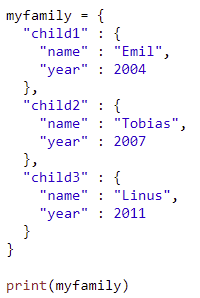 myfamily = {
  "child1" : {
    "name" : "Emil",
    "year" : 2004
  },
  "child2" : {
    "name" : "Tobias",
    "year" : 2007
  },
  "child3" : {
    "name" : "Linus",
    "year" : 2011
  }
}
print(myfamily)